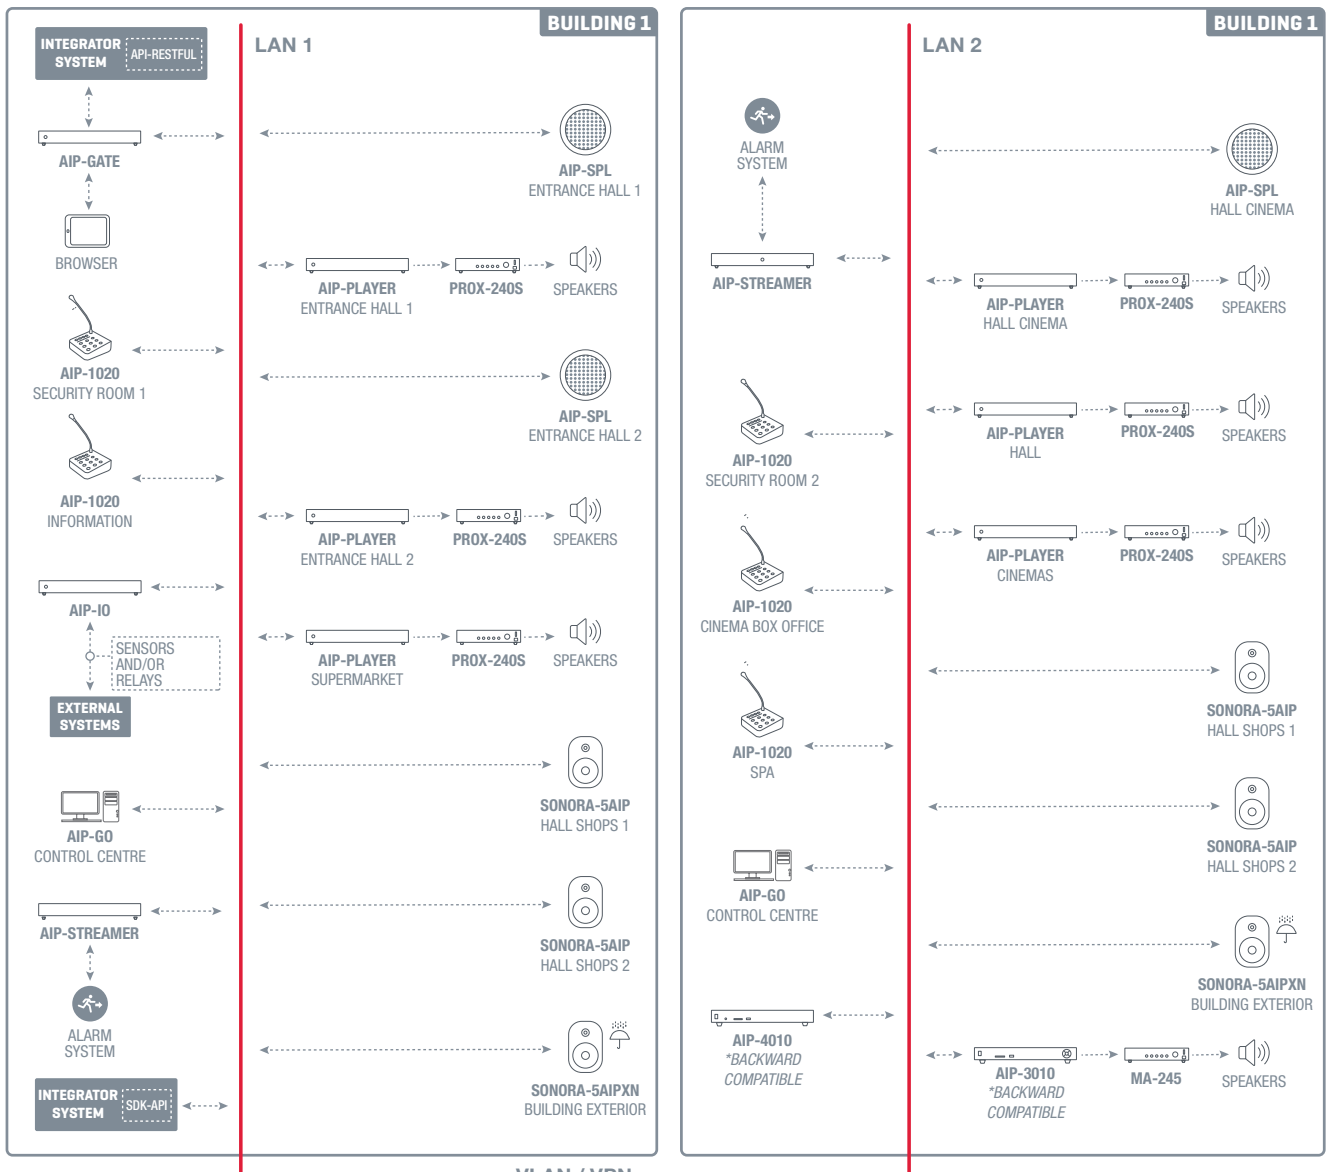 BUILDING 1
LAN 1
INTEGRATOR
SYSTEM
API-RESTFUL
AIP-GATE
BROWSER
AIP-1020
SECURITY ROOM 1
AIP-1020
INFORMATION
AIP-IO
SENSORS
AND/OR
RELAYS
EXTERNAL
SYSTEMS
AIP-GO
CONTROL CENTRE
AIP-STREAMER
ALARM
SYSTEM
INTEGRATOR
SYSTEM
SDK-API
AIP-SPL
ENTRANCE HALL 1
AIP-PLAYER
ENTRANCE HALL 1
PROX-240S
SPEAKERS
AIP-SPL
ENTRANCE HALL 2
AIP-PLAYER
ENTRANCE HALL 2
PROX-240S
SPEAKERS
AIP-PLAYER
SUPERMARKET
PROX-240S
SPEAKERS
SONORA-5AIP
HALL SHOPS 1
SONORA-5AIP
HALL SHOPS 2
SONORA-5AIPXN
BUILDING EXTERIOR
BUILDING 1
LAN 2
ALARM
SYSTEM
AIP-STREAMER
AIP-1020
SECURITY ROOM 2
AIP-1020
CINEMA BOX OFFICE
AIP-1020
SPA
AIP-GO
CONTROL CENTRE
AIP-4010
*BACKWARD
COMPATIBLE
AIP-SPL
HALL CINEMA
AIP-PLAYER
HALL CINEMA
PROX-240S
SPEAKERS
AIP-PLAYER
HALL
PROX-240S
SPEAKERS
AIP-PLAYER
CINEMAS
PROX-240S
SPEAKERS
SONORA-5AIP
HALL SHOPS 1
SONORA-5AIP
HALL SHOPS 2
SONORA-5AIPXN
BUILDING EXTERIOR
AIP-3010
*BACKWARD
COMPATIBLE
MA-245
SPEAKERS
VLAN / VPN